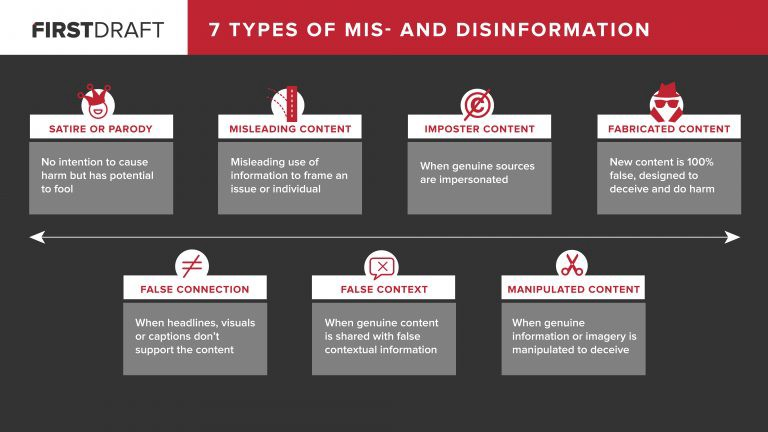 FIRSTDRAFT
7 TYPES OF MIS- AND DISINFORMATION
SATIRE OR PARODY
No intention to cause
harm but has potential
to fool
MISLEADING CONTENT
Misleading use of
information to frame an
issue or individual
IMPOSTER CONTENT
When genuine sources
are impersonated
FABRICATED CONTENT
New content is 100%
false, designed to
deceive and do harm
FALSE CONNECTION
When headlines, visuals
or captions don't
support the content
FALSE CONTEXT
When genuine content
is shared with false
contextual information
MANIPULATED CONTENT
When genuine
information or imagery is
manipulated to deceive